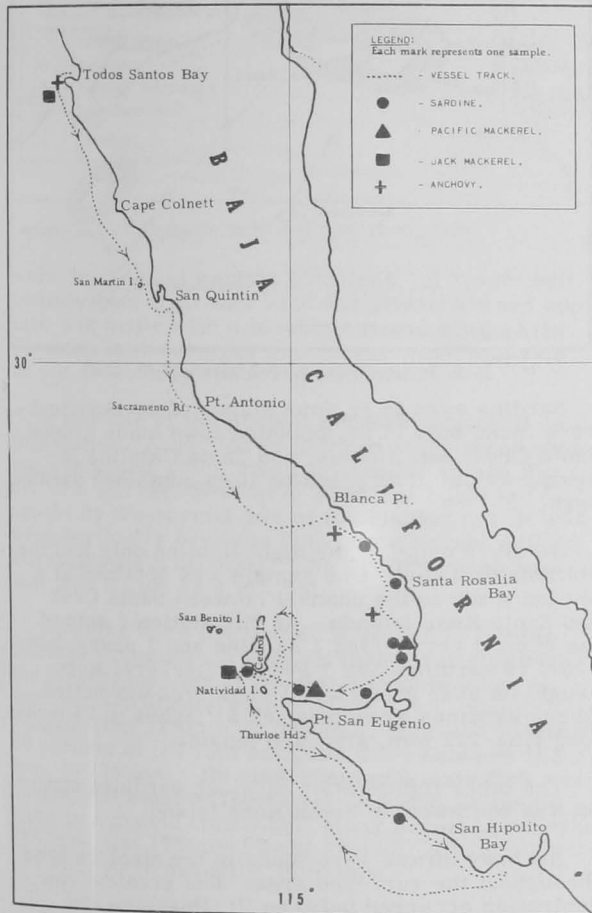 LEGEND:
Each mark represents one sample.
- VESSEL TRACK.
- SARDINE.
- PACIFIC MACKEREL.
- JACK MACKEREL.
- ANCHOVY.
Todos Santos Bay
BAJA
Cape Colnett
San Martin I.
San Quintin
30°
Sacramento Rf
Pt. Antonio
CALIFORNIA
Blanca Pt.
Santa Rosalia
Bay
San Benito I.
Cedros I.
Natividad I.
Pt. San Eugenio
Thurloe Hd.
San Hipolito
Bay
115°